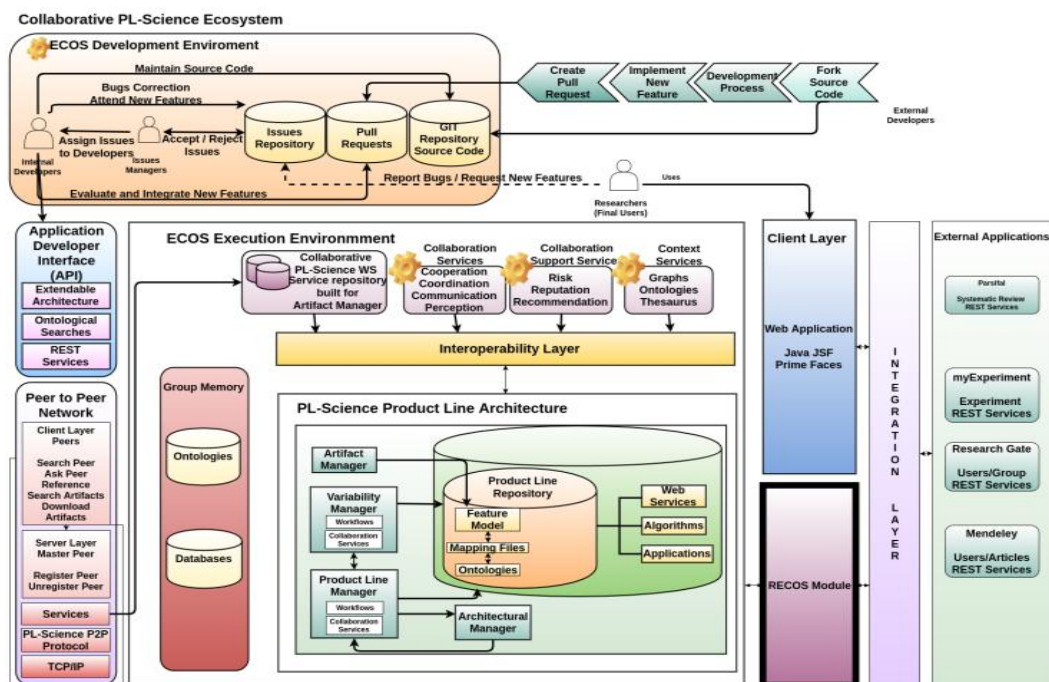 Collaborative PL-Science Ecosystem
ECOS Development Enviroment
Maintain Source Code
Bugs Correction
Attend New Features
Internal
Developers
Assign Issues
to Developers
Issues
Managers
Accept / Reject
Issues
Issues
Repository
Pull
Requests
GIT
Repository
Source Code
Evaluate and Integrate New Features
Create
Pull
Request
Implement
New
Feature
Development
Process
Fork
Source
Code
External
Developers
Report Bugs / Request New Features
Researchers
(Final Users)
Uses
Application
Developer
Interface
(API)
Extendable
Architecture
Ontological
Searches
REST
Services
Peer to Peer
Network
Client Layer
Peers
Search Peer
Ask Peer
Reference
Search Artifacts
Download
Artifacts
Server Layer
Master Peer
Register Peer
Unregister Peer
Services
PL-Science P2P
Protocol
TCP/IP
ECOS Execution Environmment
Collaborative
PL-Science WS
Service repository
built for
Artifact Manager
Collaboration
Services
Cooperation
Coordination
Communication
Perception
Collaboration
Support Service
Risk
Reputation
Recommendation
Context
Services
Graphs
Ontologies
Thesaurus
Interoperability Layer
Group Memory
Ontologies
Databases
PL-Science Product Line Architecture
Artifact
Manager
Variability
Manager
Workflows
Collaboration
Services
Product Line
Manager
Workflows
Collaboration
Services
Architectural
Manager
Product Line
Repository
Feature
Model
Mapping Files
Ontologies
Web
Services
Algorithms
Applications
Client Layer
Web Application
Java JSF
Prime Faces
RECOS Module
INTEGRATION
LAYER
External Applications
Parsifal
Systematic Review
REST Services
myExperiment
Experiment
REST Services
Research Gate
Users/Group
REST Services
Mendeley
Users/Articles
REST Services